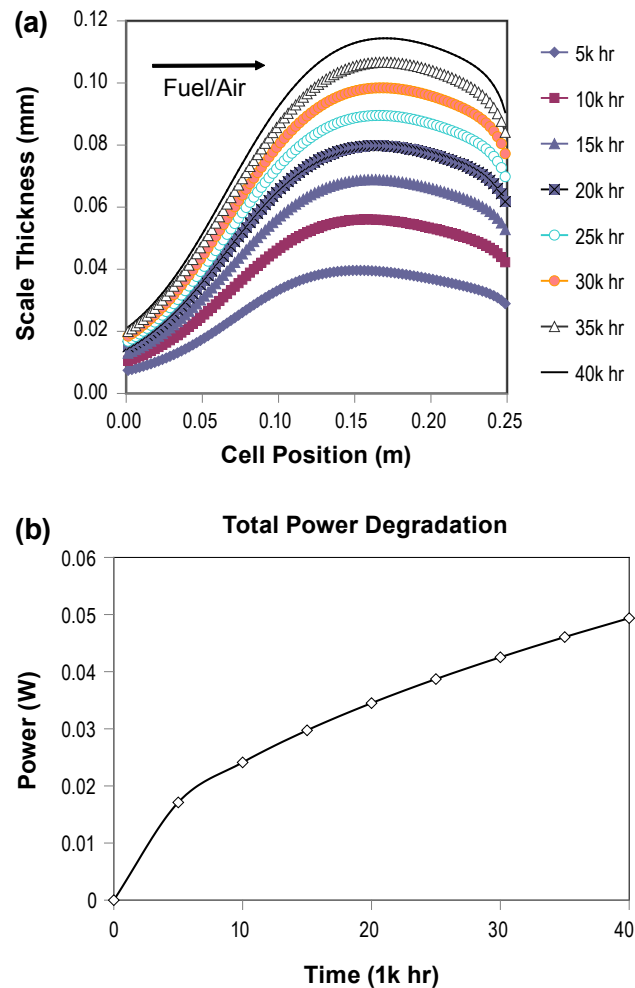 (a)
0.12
0.10
0.08
0.06
0.04
0.02
0.00
Scale Thickness (mm)
Fuel/Air
0.00 0.05 0.10 0.15 0.20 0.25
Cell Position (m)
5k hr
10k hr
15k hr
20k hr
25k hr
30k hr
35k hr
40k hr
(b)
Total Power Degradation
0.06
0.05
0.04
0.03
0.02
0.01
0
Power (W)
0 10 20 30 40
Time (1k hr)